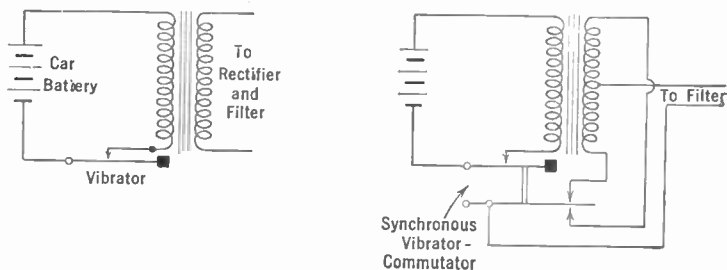 Car
Battery
To
Rectifier
and
Filter
Vibrator
To Filter
Synchronous
Vibrator-
Commutator